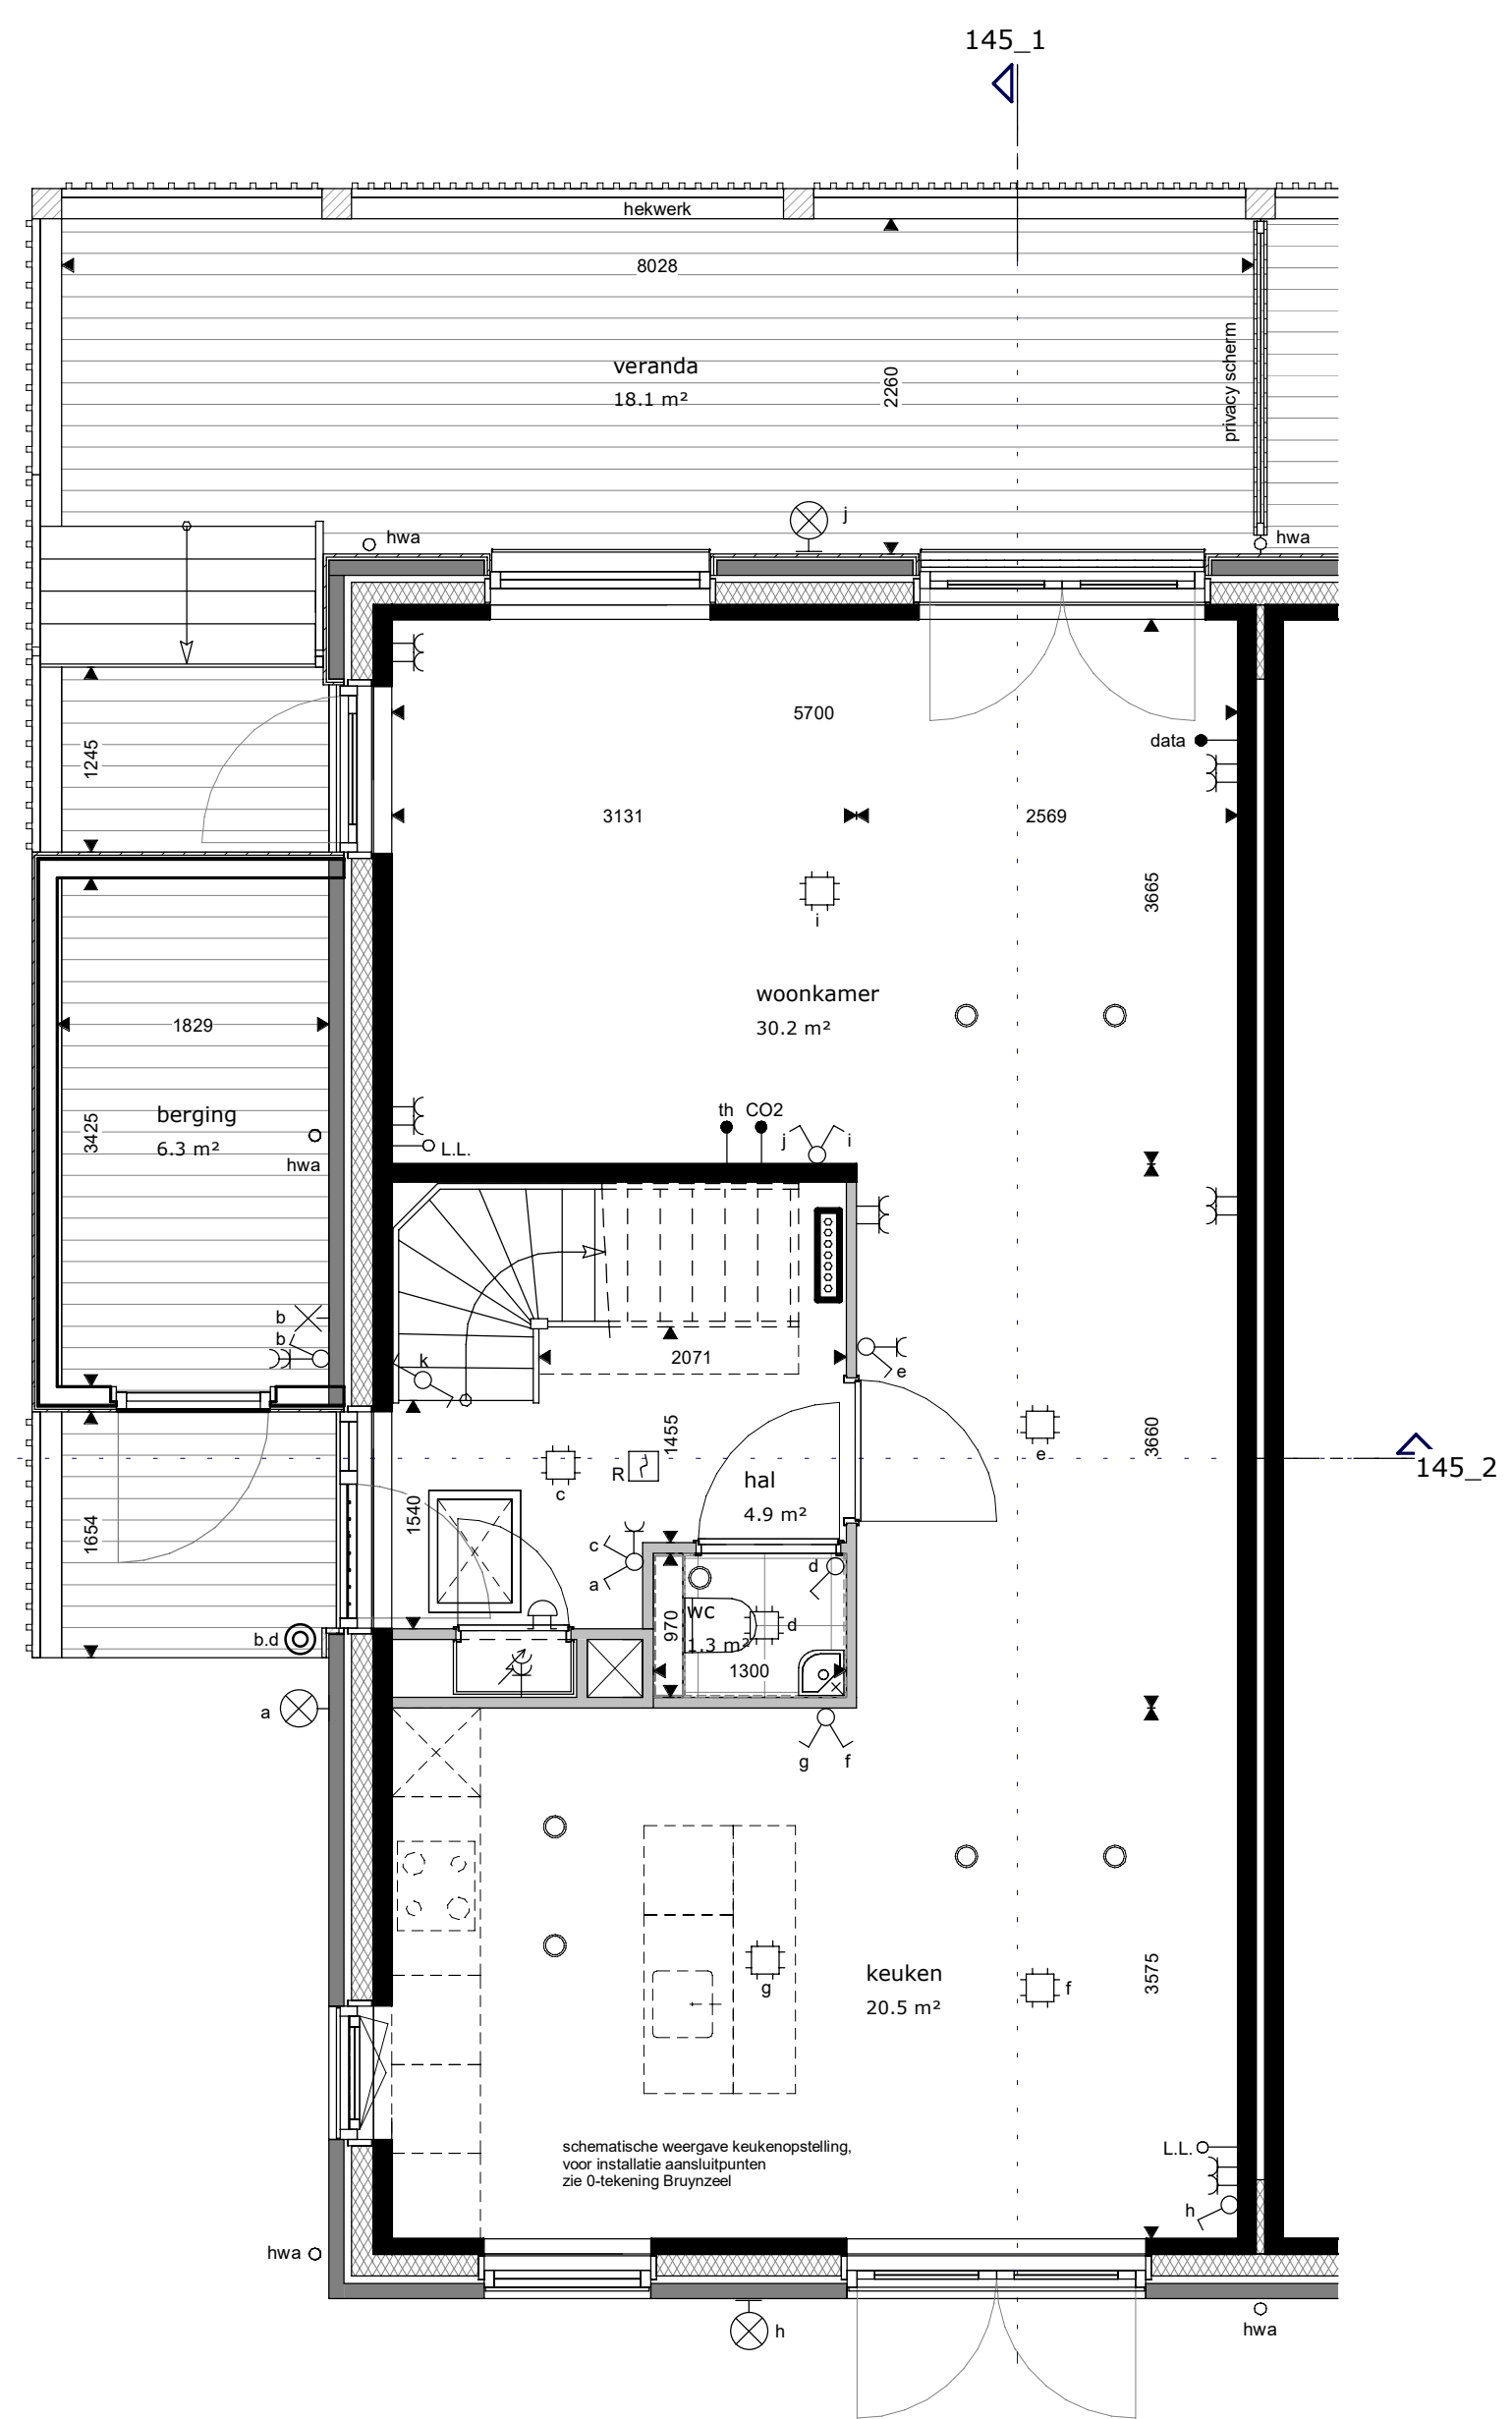 145_1
hekwerk
8028
privacy scherm
veranda
18.1 m²
2260
j
hwa
hwa
5700
data
1245
3131
2569
i
3665
woonkamer
30.2 m²
1829
berging
6.3 m²
3425
hwa
th CO2
j
i
L.L.
b
b
k
2071
e
1455
e
3660
145_2
R
c
hal
4.9 m²
1540
1654
c
a
d
wc
d
970
1.3 m²
1300
b.d
a
g
f
keuken
20.5 m²
g
f
3575
schematische weergave keukenopstelling,
voor installatie aansluitpunten
zie 0-tekening Bruynzeel
L.L.
h
hwa
h
hwa